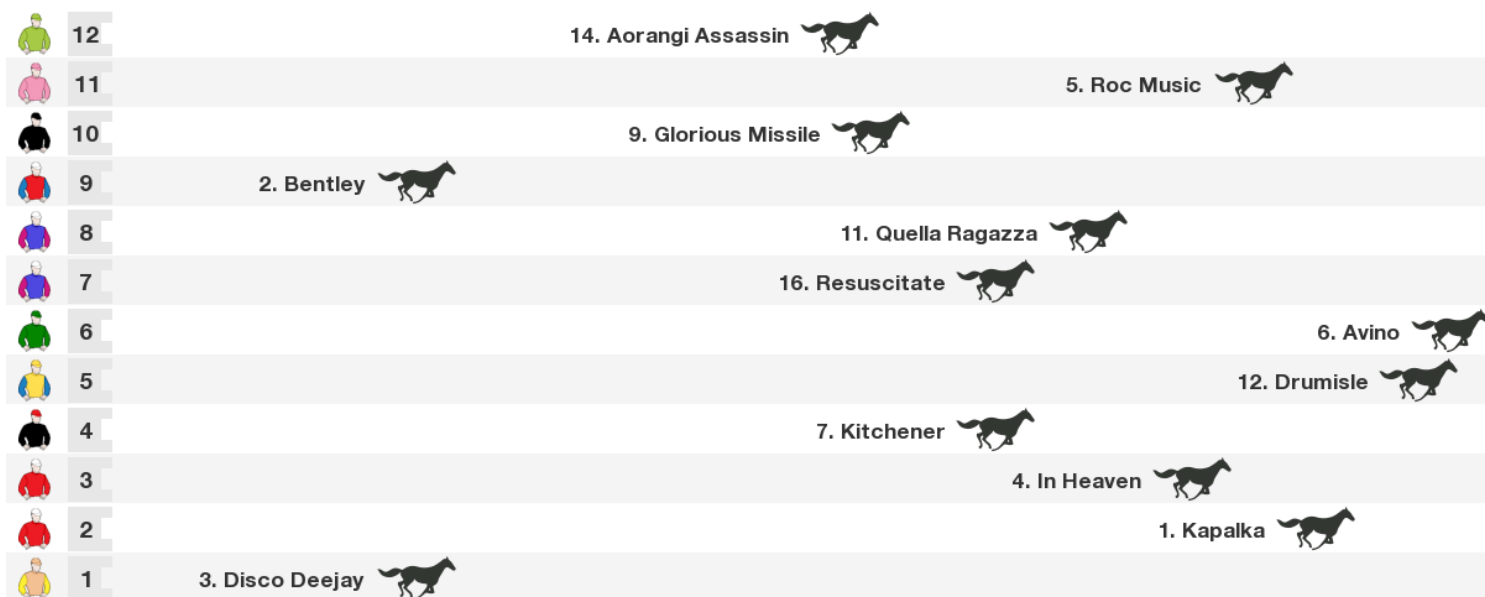 12 14. Aorangi Assassin
11 5. Roc Music
10 9. Glorious Missile
9 2. Bentley
8 11. Quella Ragazza
7 16. Resuscitate
6 6. Avino
5 12. Drumisle
4 7. Kitchener
3 4. In Heaven
2 1. Kapalka
1 3. Disco Deejay